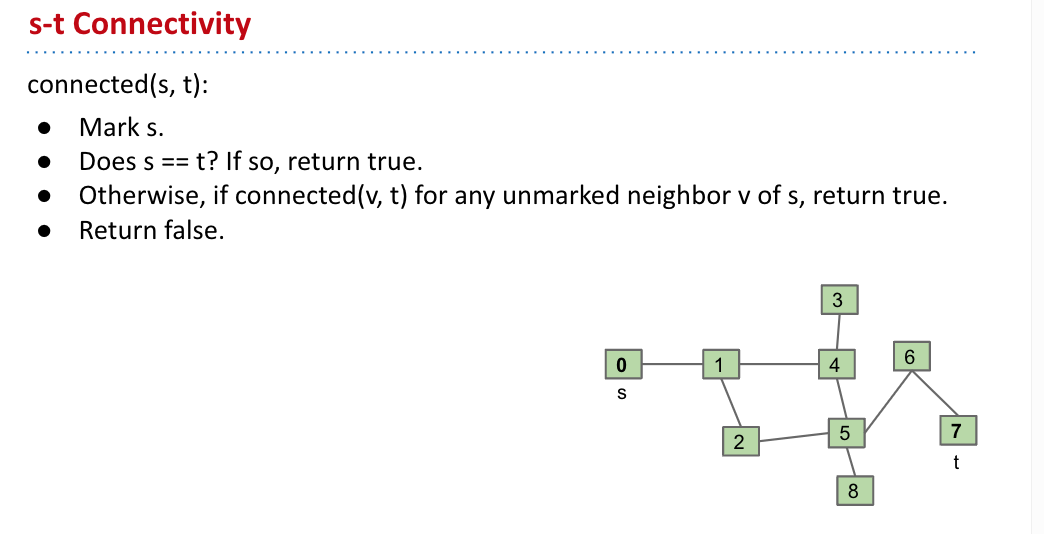 s-t Connectivity
connected(s, t):
● Mark s.
● Does s == t? If so, return true.
● Otherwise, if connected(v, t) for any unmarked neighbor v of s, return true.
● Return false.
3
0
1
4
6
s
2
5
7
t
8